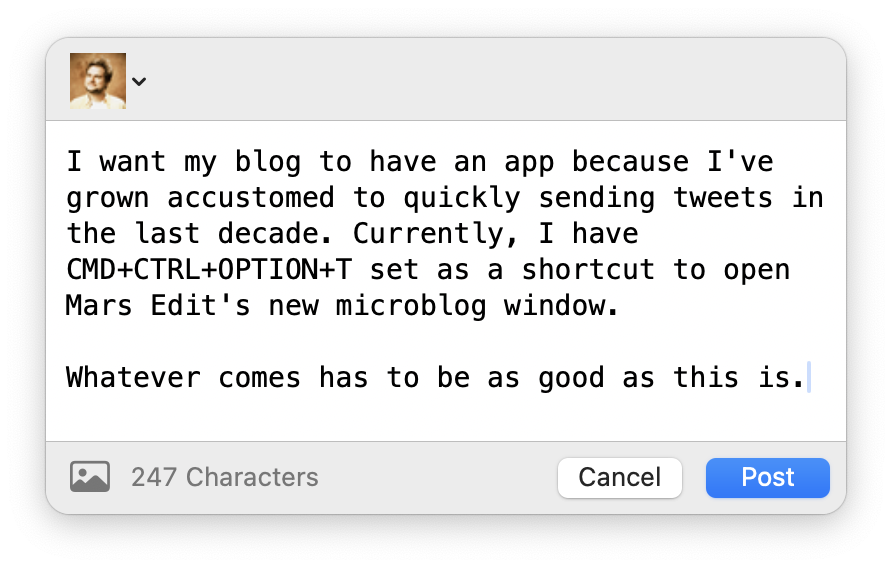 I want my blog to have an app because I've
grown accustomed to quickly sending tweets in
the last decade. Currently, I have
CMD+CTRL+OPTION+T set as a shortcut to open
Mars Edit's new microblog window.
Whatever comes has to be as good as this is.
247 Characters
Cancel
Post